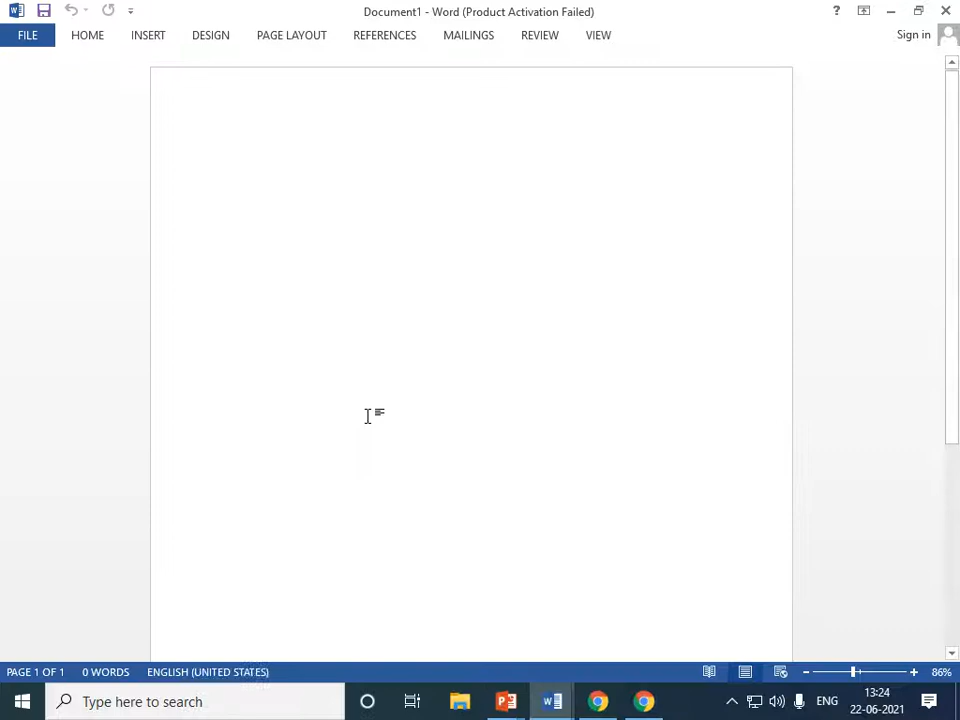 Document1 - Word (Product Activation Failed)
?
FILE HOME INSERT DESIGN PAGE LAYOUT REFERENCES MAILINGS REVIEW VIEW Sign in
PAGE 1 OF 1 0 WORDS ENGLISH (UNITED STATES) 86%
Type here to search
ENG
13:24
22-06-2021